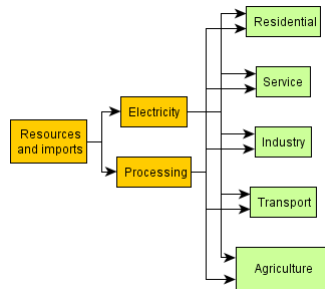 Residential
Service
Electricity
Resources
and imports
Industry
Processing
Transport
Agriculture